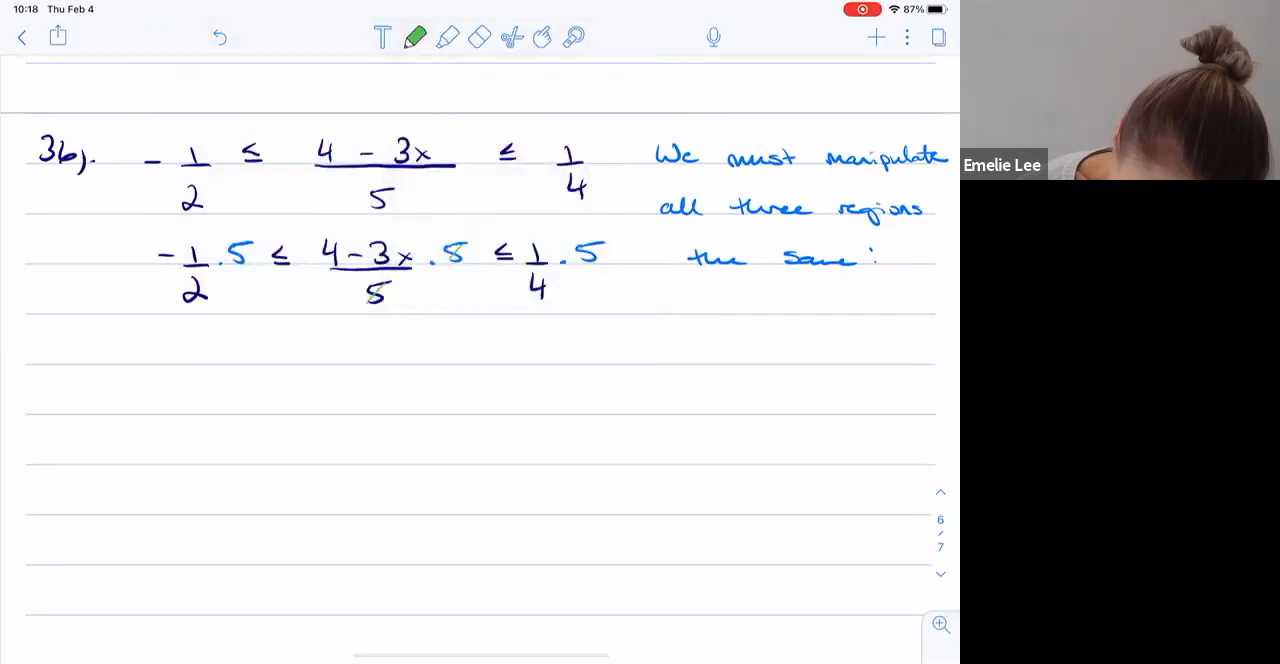 10:18 Thu Feb 4
87%
T
36). - 1/2 ≤ (4 - 3x)/5 ≤ 1/4 We must manipulate
all three regions
- 1/2 . 5 ≤ (4 - 3x)/5 . 5 ≤ 1/4 . 5 the same :
Emelie Lee
6
/
7